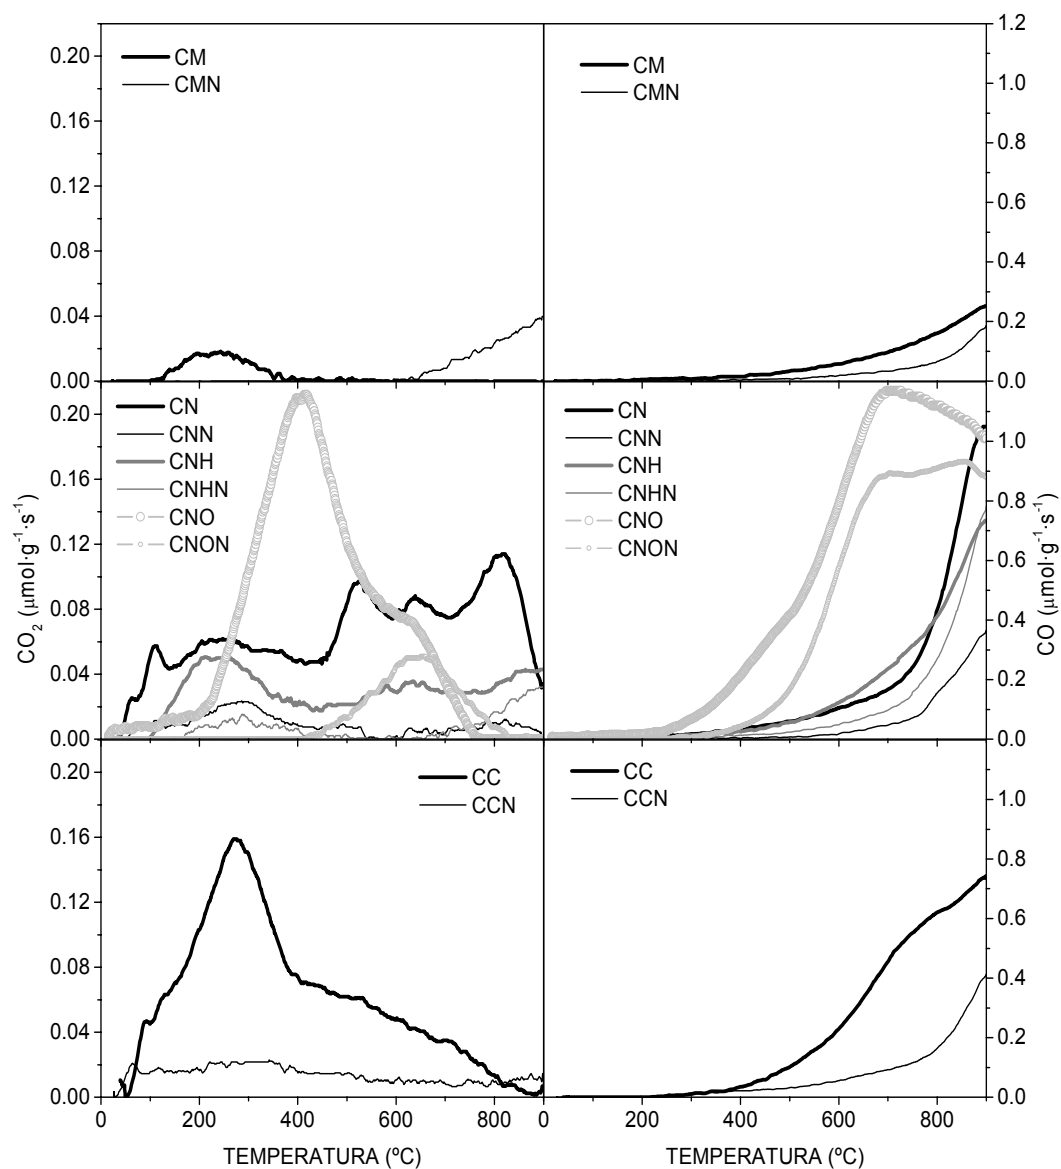 CM
CMN
CM
CMN
0.20
0.16
0.12
0.08
0.04
0.00
1.2
1.0
0.8
0.6
0.4
0.2
0.0
CN
CNN
CNH
CNHN
CNO
CNON
CN
CNN
CNH
CNHN
CNO
CNON
0.20
0.16
0.12
0.08
0.04
0.00
1.0
0.8
0.6
0.4
0.2
0.0
CO₂ (μmol·g⁻¹·s⁻¹)
CO (μmol·g⁻¹·s⁻¹)
CC
CCN
CC
CCN
0.20
0.16
0.12
0.08
0.04
0.00
1.0
0.8
0.6
0.4
0.2
0.0
0 200 400 600 800 0 200 400 600 800
TEMPERATURA (ºC) TEMPERATURA (ºC)